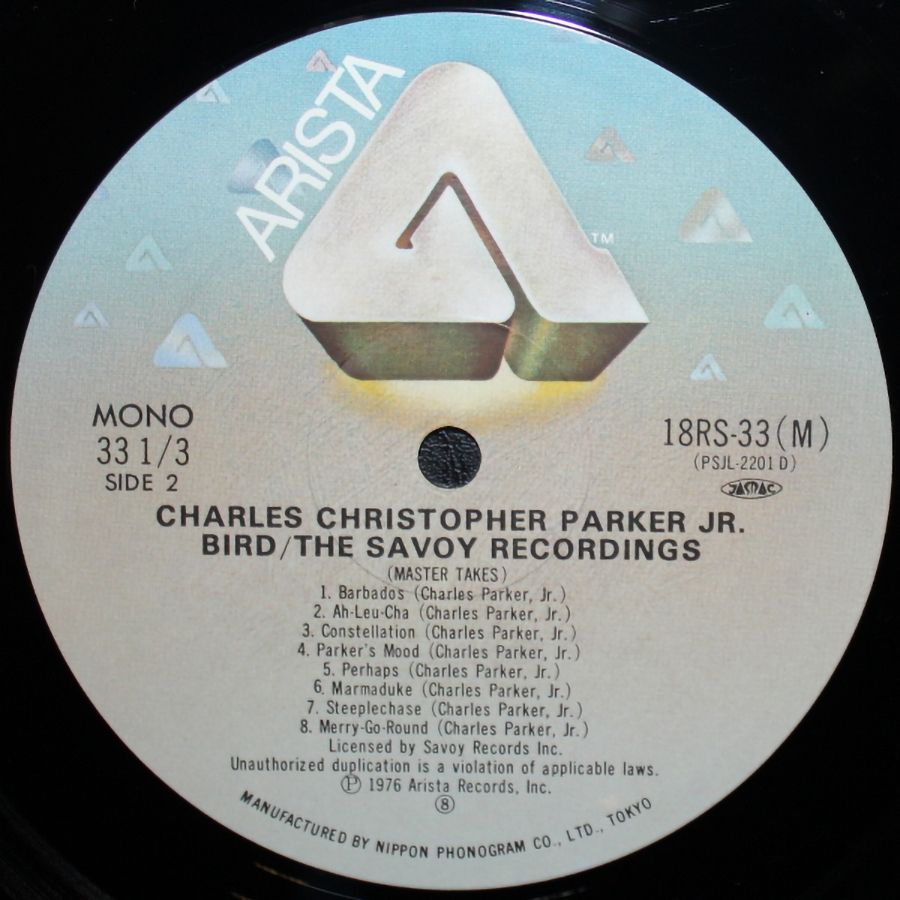 ARISTA
TM
MONO
33 1/3
SIDE 2
18RS-33(M)
(PSJL-2201 D)
JASRAC
CHARLES CHRISTOPHER PARKER JR.
BIRD/THE SAVOY RECORDINGS
(MASTER TAKES)
1. Barbados (Charles Parker, Jr.)
2. Ah-Leu-Cha (Charles Parker, Jr.)
3. Constellation (Charles Parker, Jr.)
4. Parker's Mood (Charles Parker, Jr.)
5. Perhaps (Charles Parker, Jr.)
6. Marmaduke (Charles Parker, Jr.)
7. Steeplechase (Charles Parker, Jr.)
8. Merry-Go-Round (Charles Parker, Jr.)
Licensed by Savoy Records Inc.
Unauthorized duplication is a violation of applicable laws.
Ⓟ 1976 Arista Records, Inc.
⑧
MANUFACTURED BY NIPPON PHONOGRAM CO., LTD., TOKYO